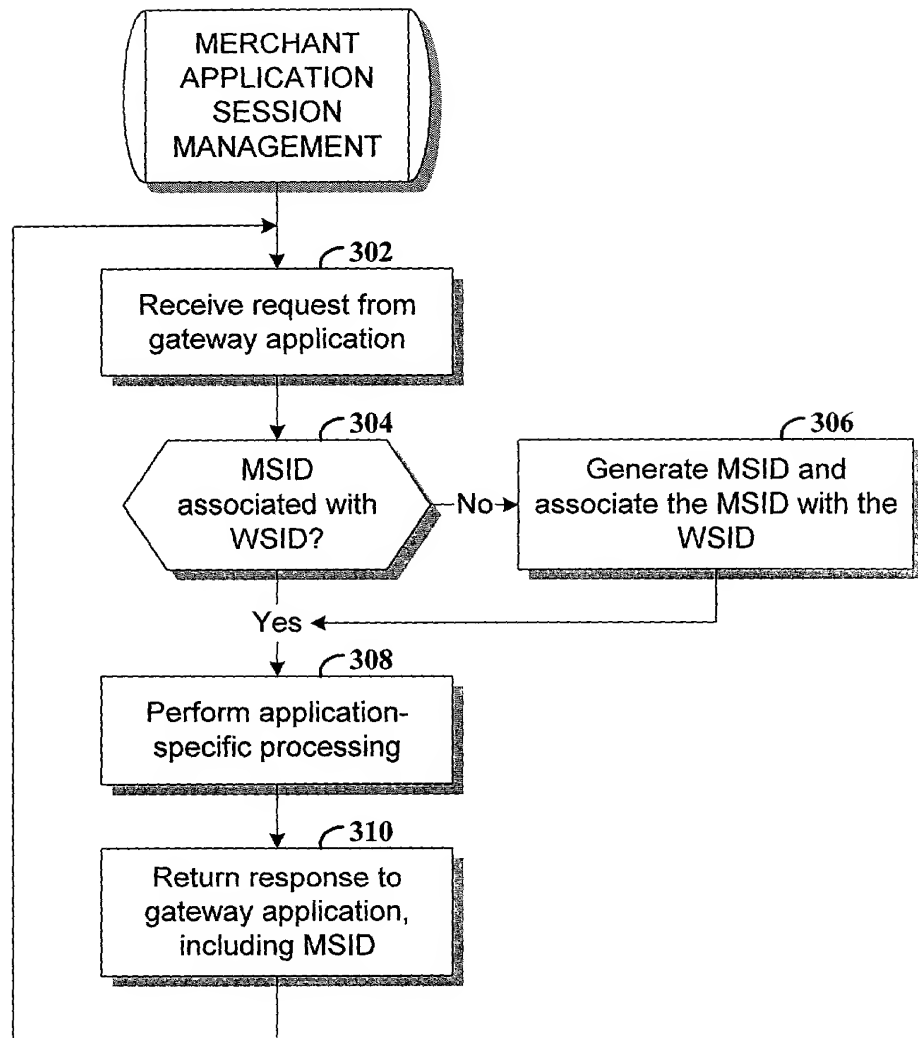 MERCHANT
APPLICATION
SESSION
MANAGEMENT
302
Receive request from
gateway application
304
MSID
associated with
WSID?
No
306
Generate MSID and
associate the MSID with the
WSID
Yes
308
Perform application-
specific processing
310
Return response to
gateway application,
including MSID